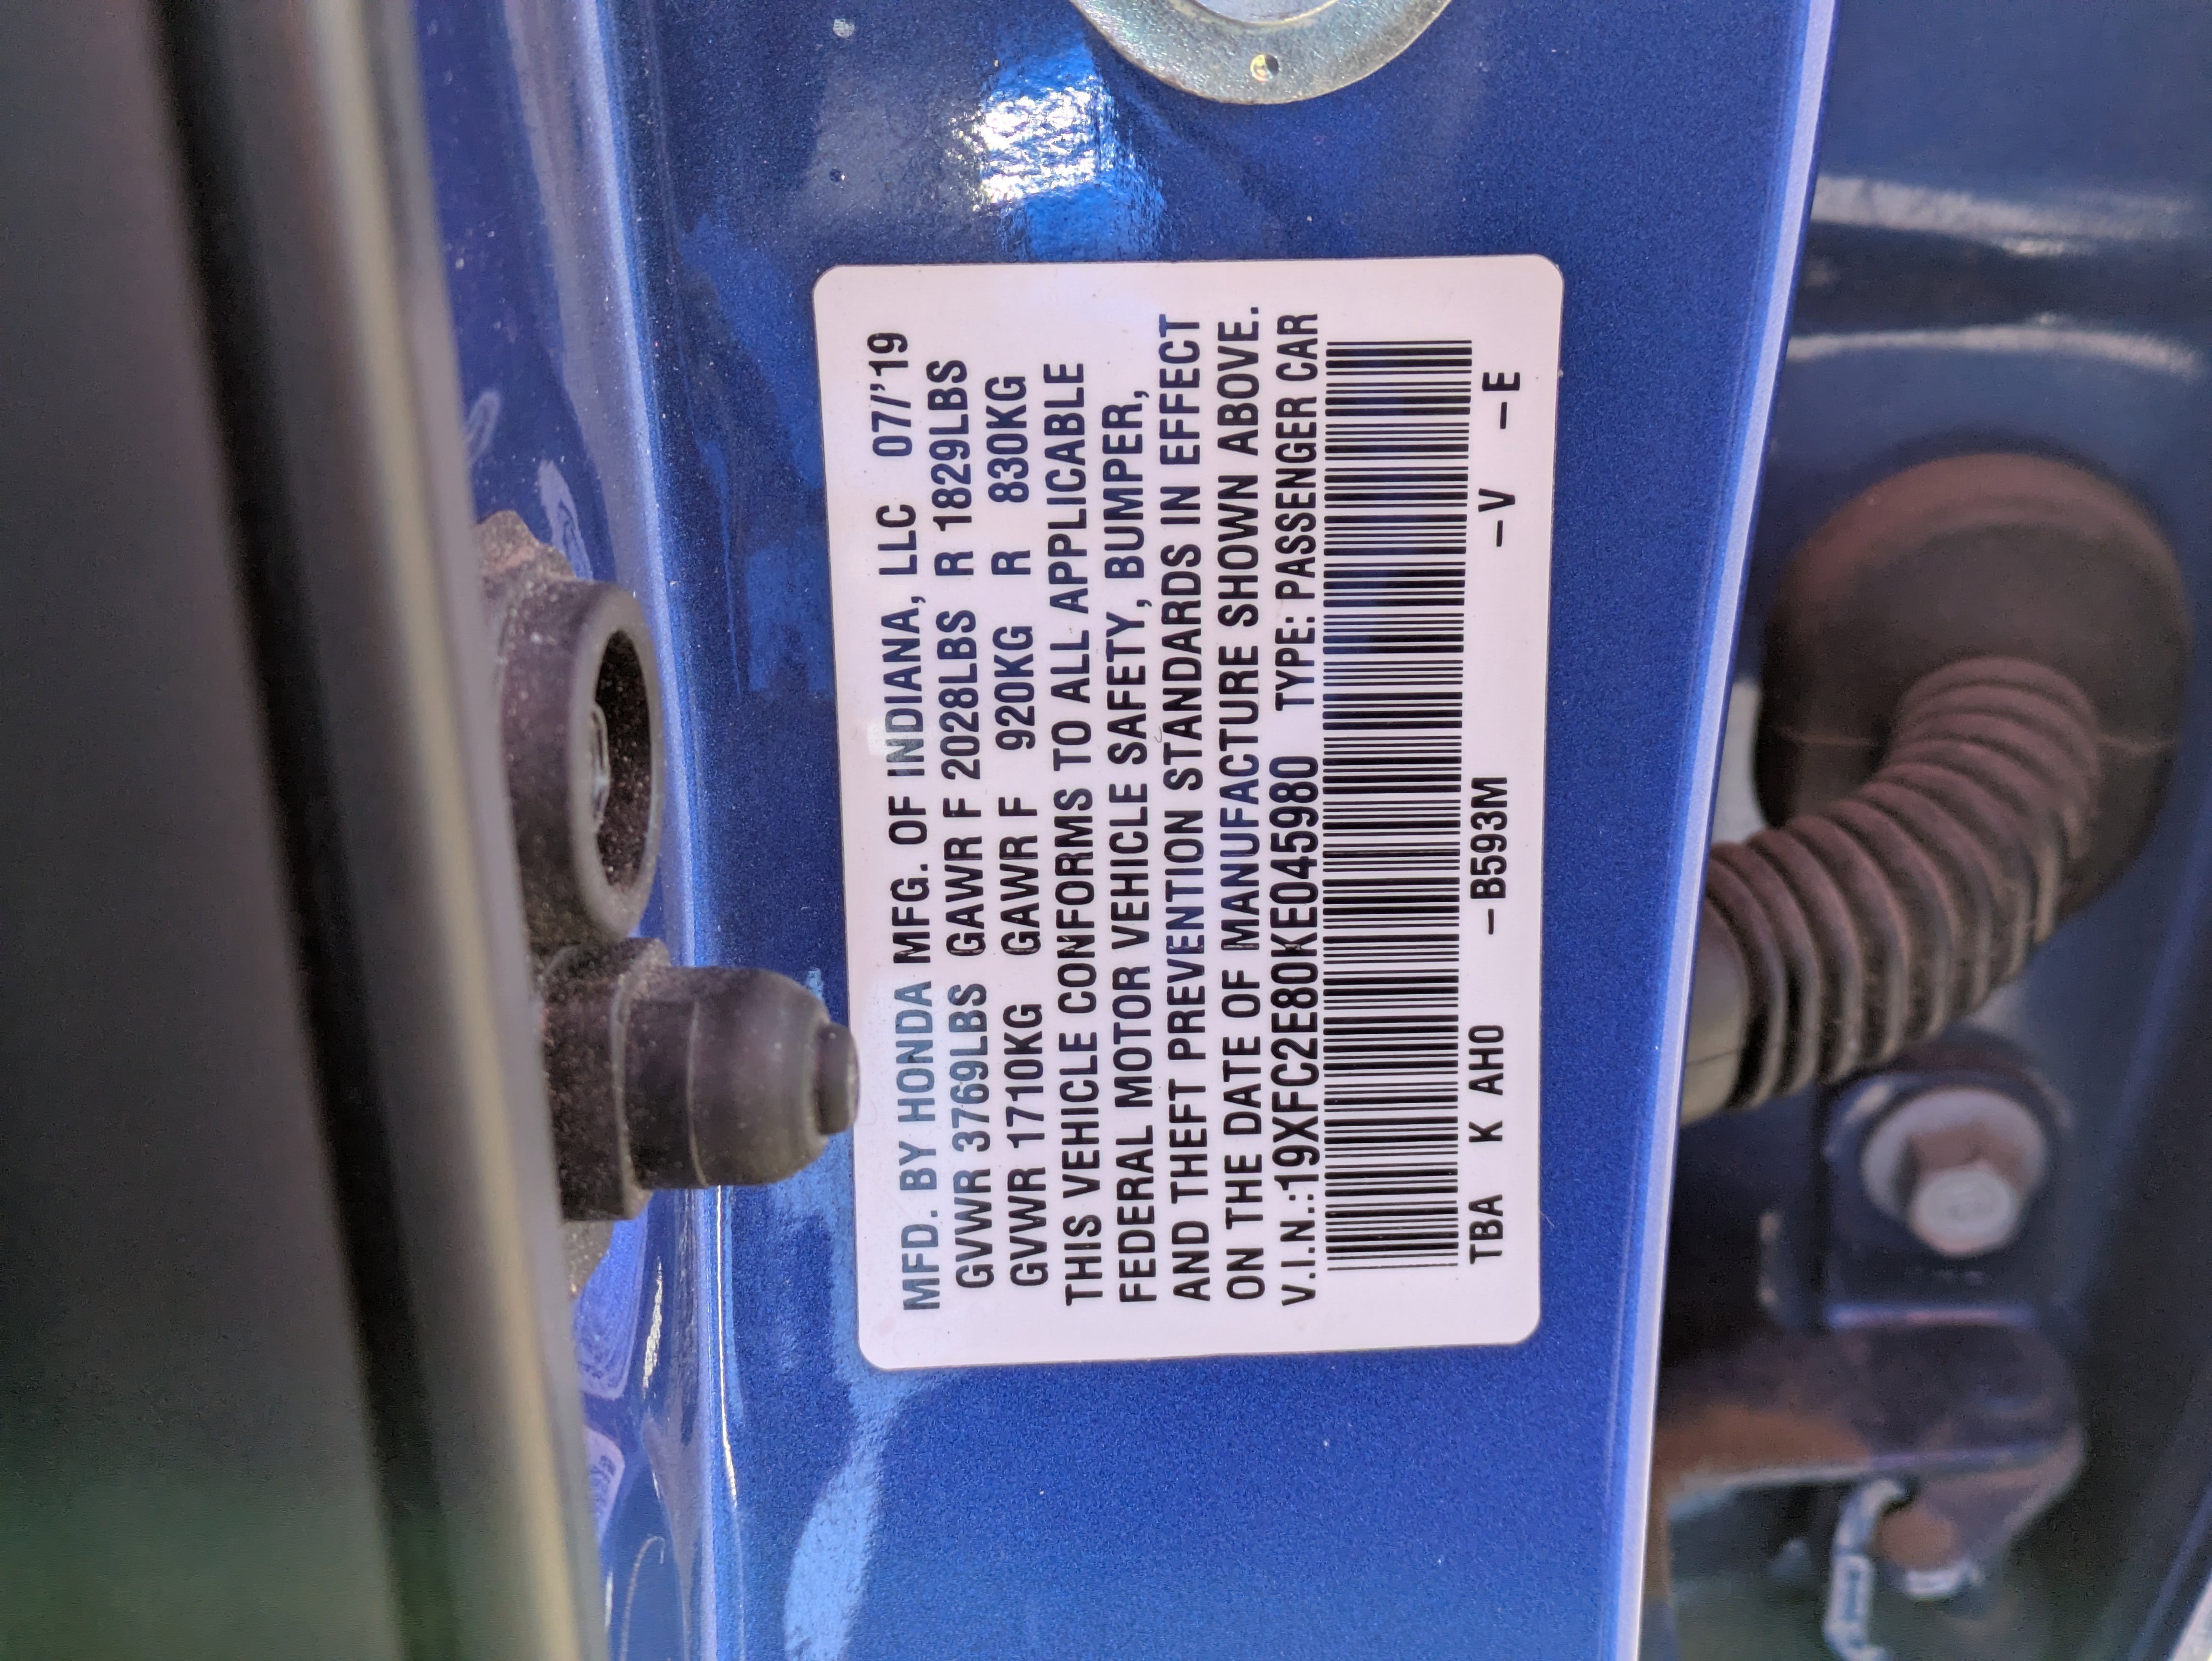 MFD. BY HONDA MFG. OF INDIANA, LLC 07/'19
GVWR 3769LBS GAWR F 2028LBS R 1829LBS
GVWR 1710KG GAWR F 920KG R 830KG
THIS VEHICLE CONFORMS TO ALL APPLICABLE
FEDERAL MOTOR VEHICLE SAFETY, BUMPER,
AND THEFT PREVENTION STANDARDS IN EFFECT
ON THE DATE OF MANUFACTURE SHOWN ABOVE.
V.I.N.:19XFC2E80KE045980 TYPE: PASSENGER CAR
TBA K AH0 –B593M –V –E